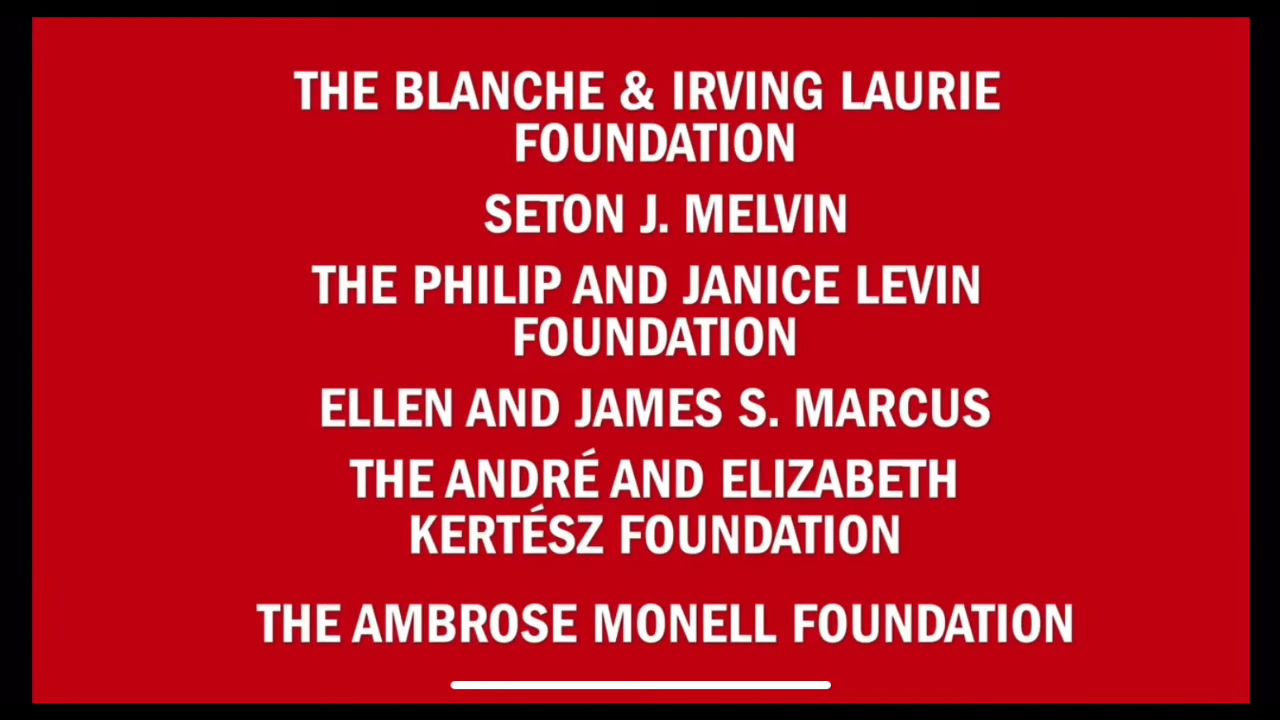 THE BLANCHE & IRVING LAURIE
FOUNDATION
SETON J. MELVIN
THE PHILIP AND JANICE LEVIN
FOUNDATION
ELLEN AND JAMES S. MARCUS
THE ANDRÉ AND ELIZABETH
KERTÉSZ FOUNDATION
THE AMBROSE MONELL FOUNDATION